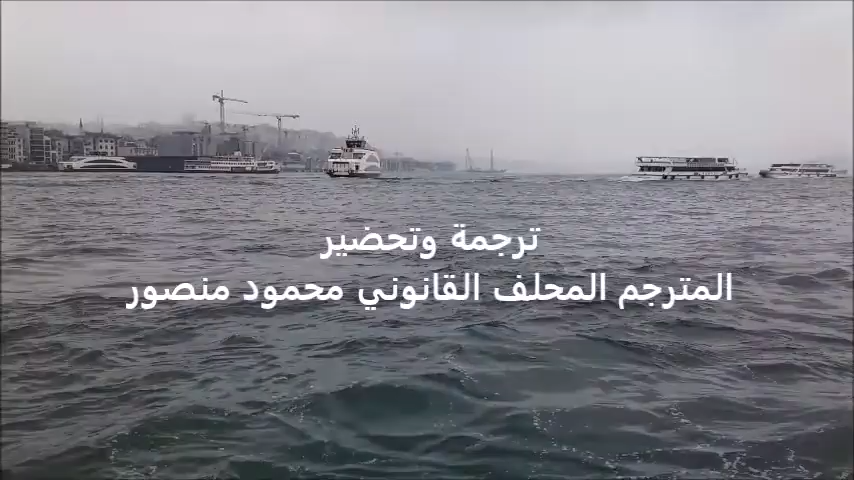 ترجمة وتحضير
المترجم المحلف القانوني محمود منصور